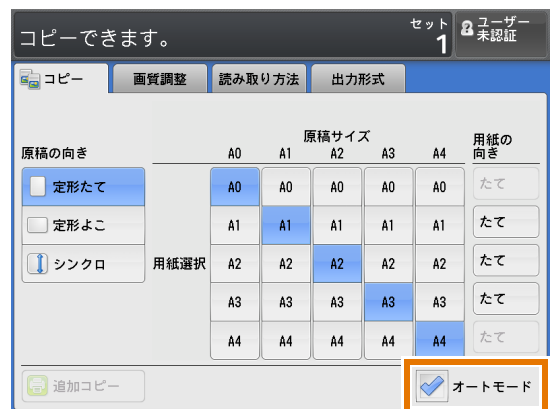 コピーできます。
セット
1
ユーザー
未認証
コピー
画質調整
読み取り方法
出力形式
原稿の向き
原稿サイズ
用紙の
向き
A0 A1 A2 A3 A4
定形たて
A0 A0 A0 A0 A0
たて
定形よこ
A1 A1 A1 A1 A1
たて
シンクロ
用紙選択
A2 A2 A2 A2 A2
たて
A3 A3 A3 A3 A3
たて
A4 A4 A4 A4 A4
たて
追加コピー
オートモード